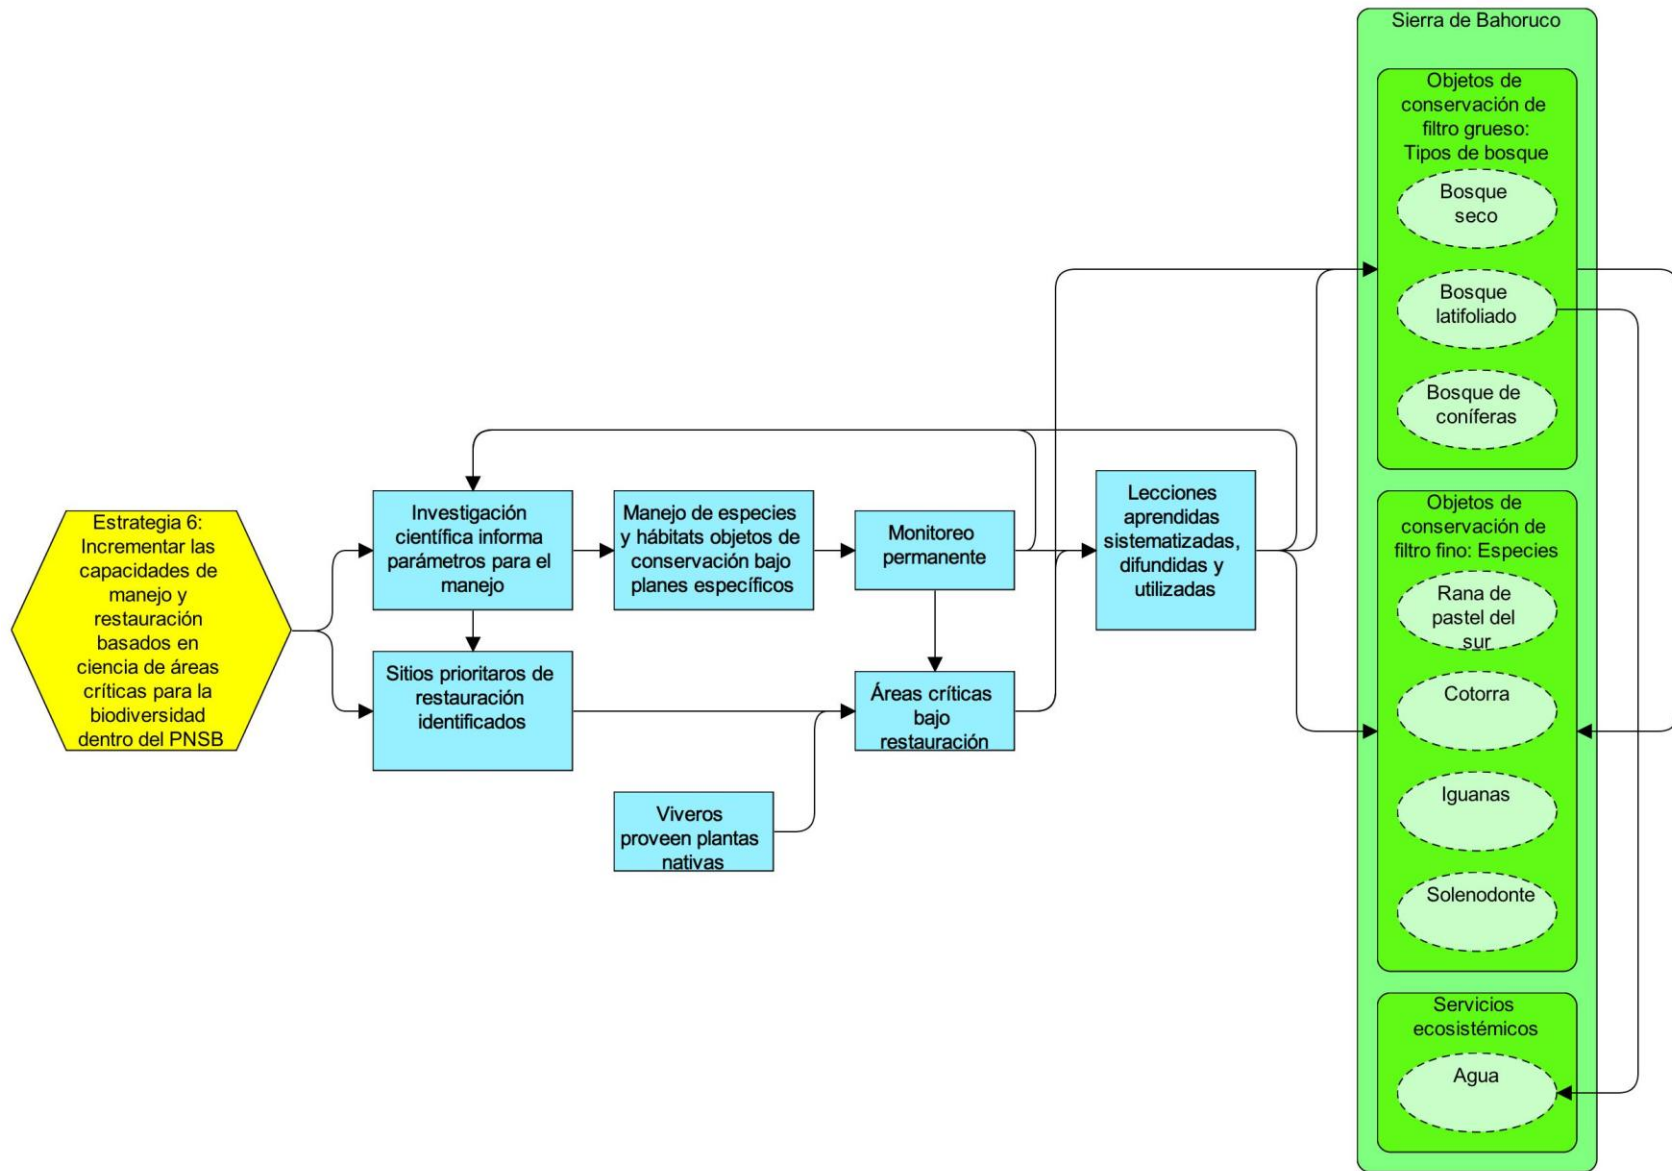 Sierra de Bahoruco
Objetos de
conservación de
filtro grueso:
Tipos de bosque
Bosque
seco
Bosque
latifoliado
Bosque de
coníferas
Estrategia 6:
Incrementar las
capacidades de
manejo y
restauración
basados en
ciencia de áreas
críticas para la
biodiversidad
dentro del PNSB
Investigación
científica informa
parámetros para el
manejo
Manejo de especies
y hábitats objetos de
conservación bajo
planes específicos
Monitoreo
permanente
Lecciones
aprendidas
sistematizadas,
difundidas y
utilizadas
Sitios prioritaros de
restauración
identificados
Áreas críticas
bajo
restauración
Viveros
proveen plantas
nativas
Objetos de
conservación de
filtro fino: Especies
Rana de
pastel del
sur
Cotorra
Iguanas
Solenodonte
Servicios
ecosistémicos
Agua